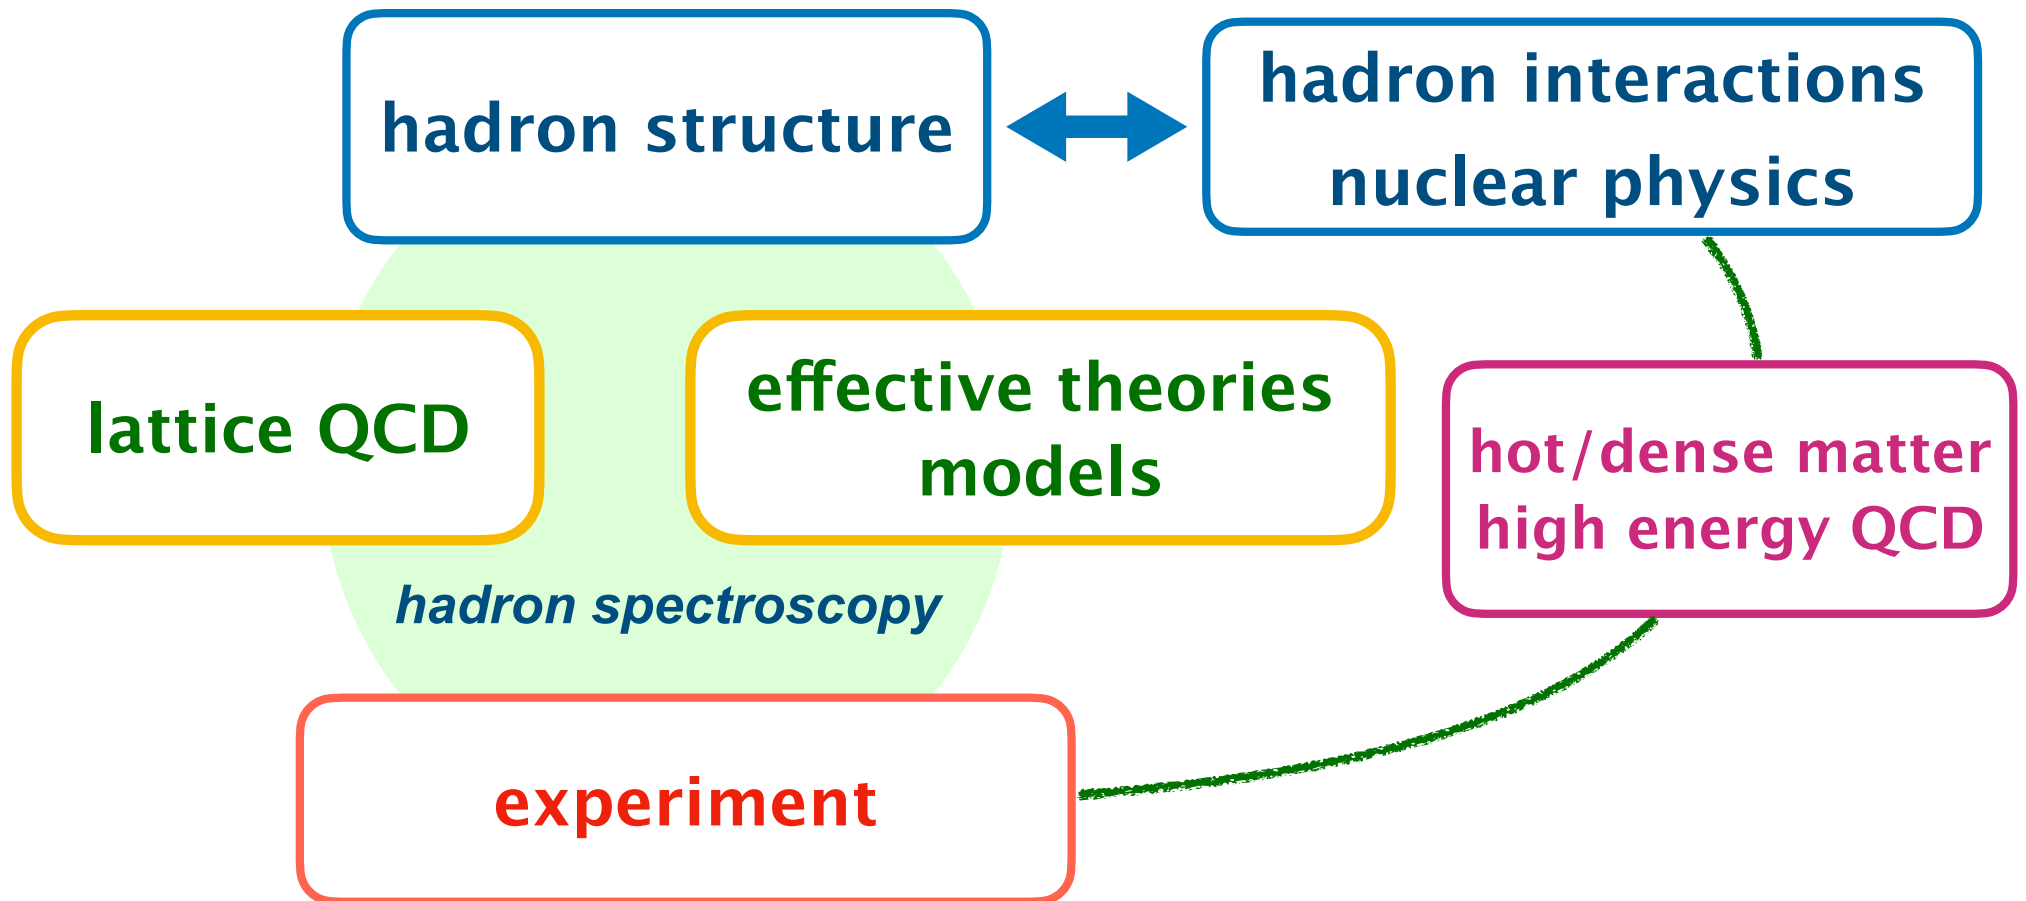 hadron structure
hadron interactions
nuclear physics
lattice QCD
effective theories
models
hot/dense matter
high energy QCD
hadron spectroscopy
experiment